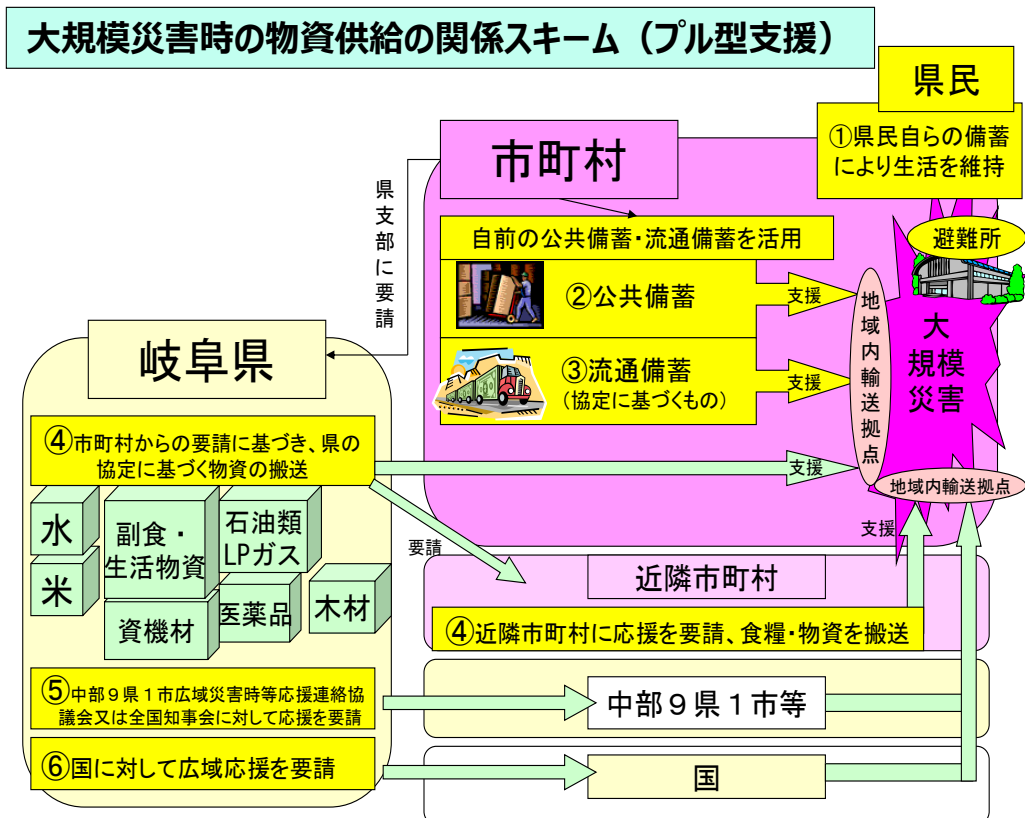 大規模災害時の物資供給の関係スキーム（プル型支援）
県民
①県民自らの備蓄
により生活を維持
市町村
県支部に要請
自前の公共備蓄・流通備蓄を活用
避難所
②公共備蓄
支援
③流通備蓄
（協定に基づくもの）
支援
地域内輸送拠点
大
規模
災害
岐阜県
④市町村からの要請に基づき、県の
協定に基づく物資の搬送
支援
地域内輸送拠点
支援
要請
水
副食・
生活物資
石油類
LPガス
米
資機材
医薬品
木材
近隣市町村
④近隣市町村に応援を要請、食糧・物資を搬送
⑤中部９県１市広域災害時等応援連絡協
議会又は全国知事会に対して応援を要請
中部９県１市等
⑥国に対して広域応援を要請
国